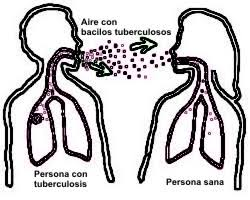 Aire con
bacilos tuberculosos
Persona con
tuberculosis
Persona sana